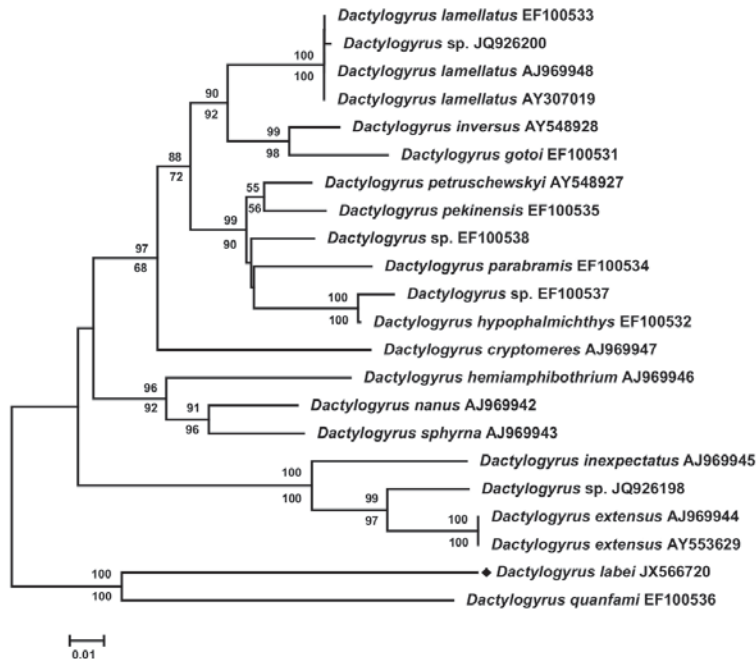 Dactylogyrus lamellatus EF100533
Dactylogyrus sp. JQ926200
100
100
Dactylogyrus lamellatus AJ969948
Dactylogyrus lamellatus AY307019
90
92
Dactylogyrus inversus AY548928
99
98
Dactylogyrus gotoi EF100531
88
72
Dactylogyrus petruschewskyi AY548927
55
56
Dactylogyrus pekinensis EF100535
99
90
Dactylogyrus sp. EF100538
97
68
Dactylogyrus parabramis EF100534
Dactylogyrus sp. EF100537
100
100
Dactylogyrus hypophalmichthys EF100532
Dactylogyrus cryptomeres AJ969947
Dactylogyrus hemiamphibothrium AJ969946
96
92
Dactylogyrus nanus AJ969942
91
96
Dactylogyrus sphyrna AJ969943
Dactylogyrus inexpectatus AJ969945
100
100
Dactylogyrus sp. JQ926198
99
97
Dactylogyrus extensus AJ969944
100
100
Dactylogyrus extensus AY553629
Dactylogyrus labei JX566720
100
100
Dactylogyrus quanfami EF100536
0.01